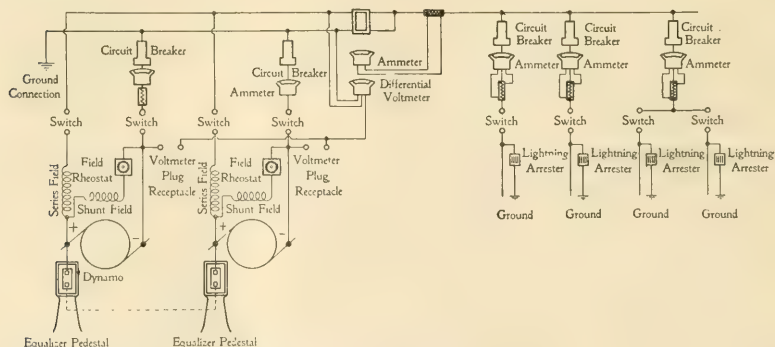 Circuit
Breaker
Ground
Connection
Circuit
Breaker
Ammeter
Ammeter
Differential
Voltmeter
Circuit
Breaker
Ammeter
Circuit
Breaker
Ammeter
Circuit
Breaker
Ammeter
Switch
Switch
Switch
Switch
Switch
Switch
Switch
Switch
Series Field
Field
Rheostat
Shunt Field
Voltmeter
Plug
Receptacle
Series Field
Field
Rheostat
Shunt Field
Voltmeter
Plug
Receptacle
Lightning
Arrester
Lightning
Arrester
Lightning
Arrester
Lightning
Arrester
Ground
Ground
Ground
Ground
+
-
+
-
Dynamo
Equalizer Pedestal
Equalizer Pedestal